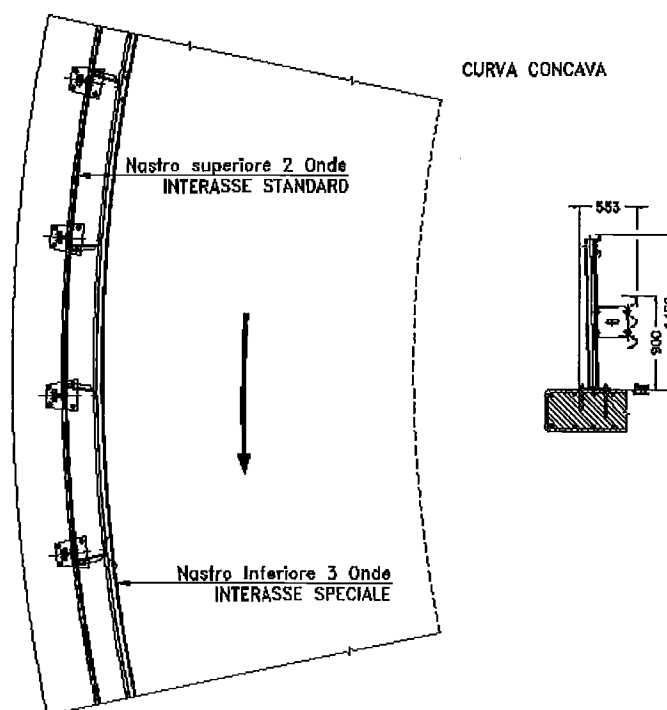 CURVA CONCAVA
Nastro superiore 2 Onde
INTERASSE STANDARD
553
900
Nastro Inferiore 3 Onde
INTERASSE SPECIALE